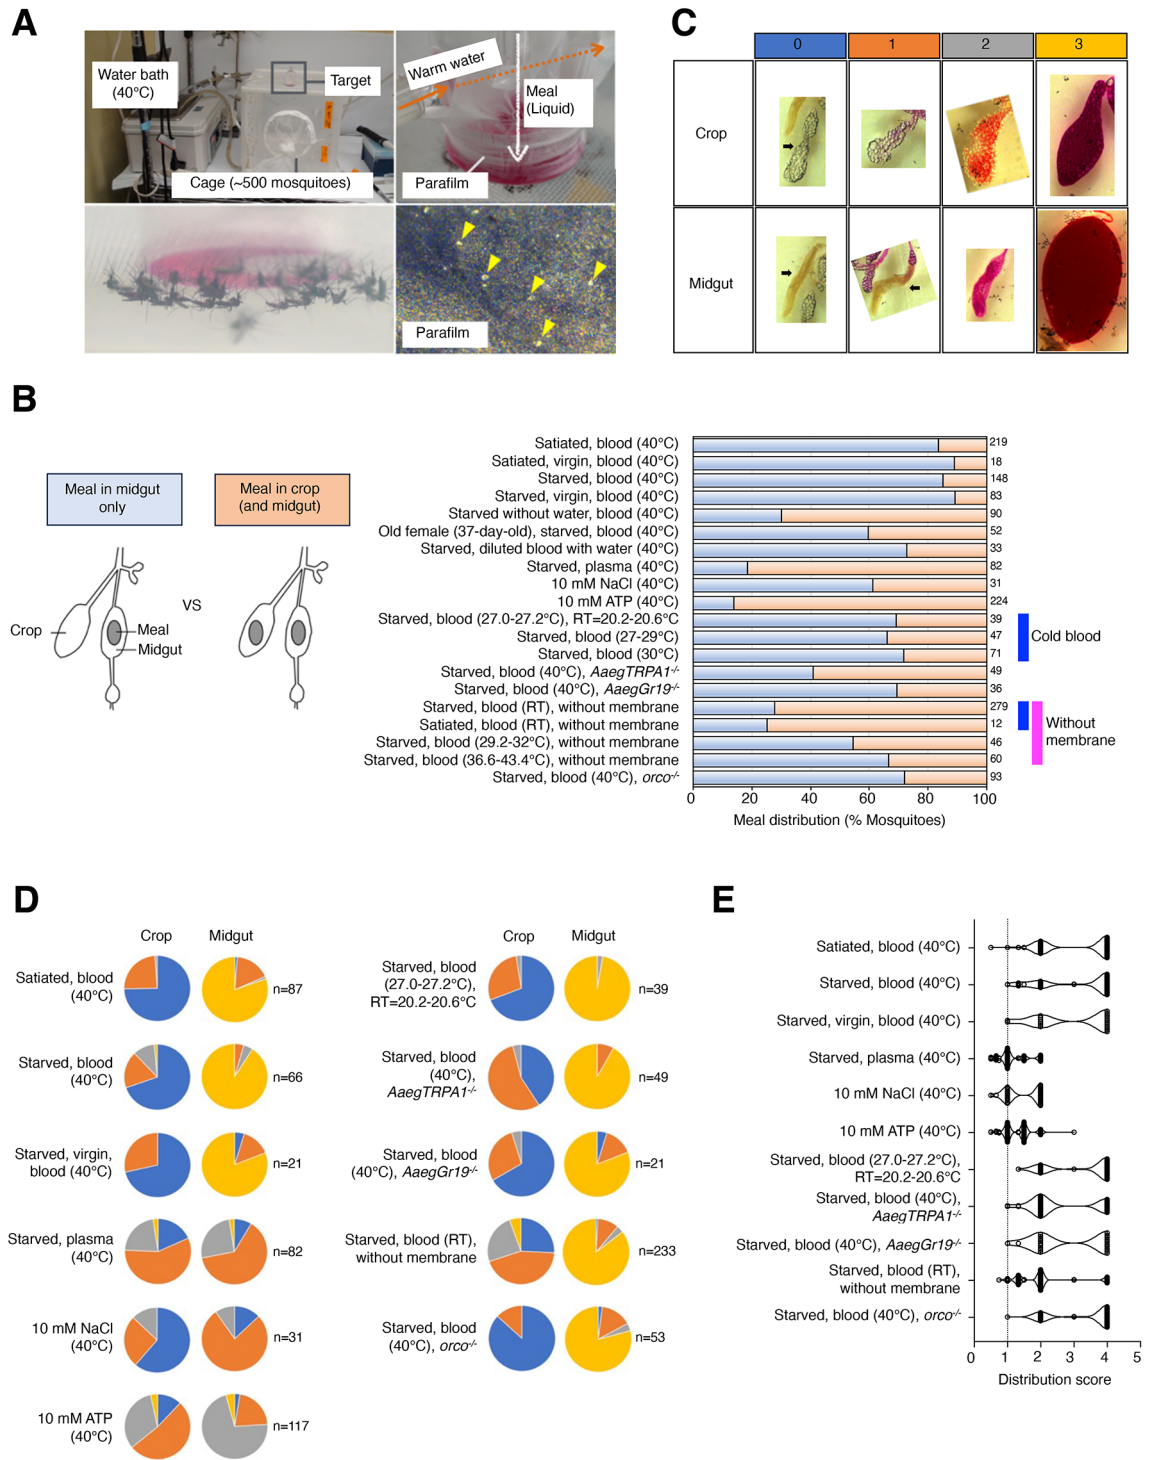 A
Water bath
(40°C)
Target
Cage (~500 mosquitoes)
Warm water
Meal
(Liquid)
Parafilm
Parafilm
C
0
1
2
3
Crop
Midgut
B
Meal in midgut
only
Meal in crop
(and midgut)
VS
Crop
Meal
Midgut
Satiated, blood (40°C)
219
Satiated, virgin, blood (40°C)
18
Starved, blood (40°C)
148
Starved, virgin, blood (40°C)
83
Starved without water, blood (40°C)
90
Old female (37-day-old), starved, blood (40°C)
52
Starved, diluted blood with water (40°C)
33
Starved, plasma (40°C)
82
10 mM NaCl (40°C)
31
10 mM ATP (40°C)
224
Starved, blood (27.0-27.2°C), RT=20.2-20.6°C
39
Starved, blood (27-29°C)
47
Starved, blood (30°C)
71
Starved, blood (40°C), AaegTRPA1-/-
49
Starved, blood (40°C), AaegGr19-/-
36
Starved, blood (RT), without membrane
279
Satiated, blood (RT), without membrane
12
Starved, blood (29.2-32°C), without membrane
46
Starved, blood (36.6-43.4°C), without membrane
60
Starved, blood (40°C), orco-/-
93
Cold blood
Without
membrane
0 20 40 60 80 100
Meal distribution (% Mosquitoes)
D
Crop Midgut
Satiated, blood
(40°C)
n=87
Starved, blood
(40°C)
n=66
Starved, virgin,
blood (40°C)
n=21
Starved, plasma
(40°C)
n=82
10 mM NaCl
(40°C)
n=31
10 mM ATP
(40°C)
n=117
Crop Midgut
Starved, blood
(27.0-27.2°C),
RT=20.2-20.6°C
n=39
Starved, blood
(40°C),
AaegTRPA1-/-
n=49
Starved, blood
(40°C), AaegGr19-/-
n=21
Starved, blood (RT),
without membrane
n=233
Starved, blood
(40°C), orco-/-
n=53
E
Satiated, blood (40°C)
Starved, blood (40°C)
Starved, virgin, blood (40°C)
Starved, plasma (40°C)
10 mM NaCl (40°C)
10 mM ATP (40°C)
Starved, blood (27.0-27.2°C),
RT=20.2-20.6°C
Starved, blood (40°C),
AaegTRPA1-/-
Starved, blood (40°C), AaegGr19-/-
Starved, blood (RT),
without membrane
Starved, blood (40°C), orco-/-
0 1 2 3 4 5
Distribution score